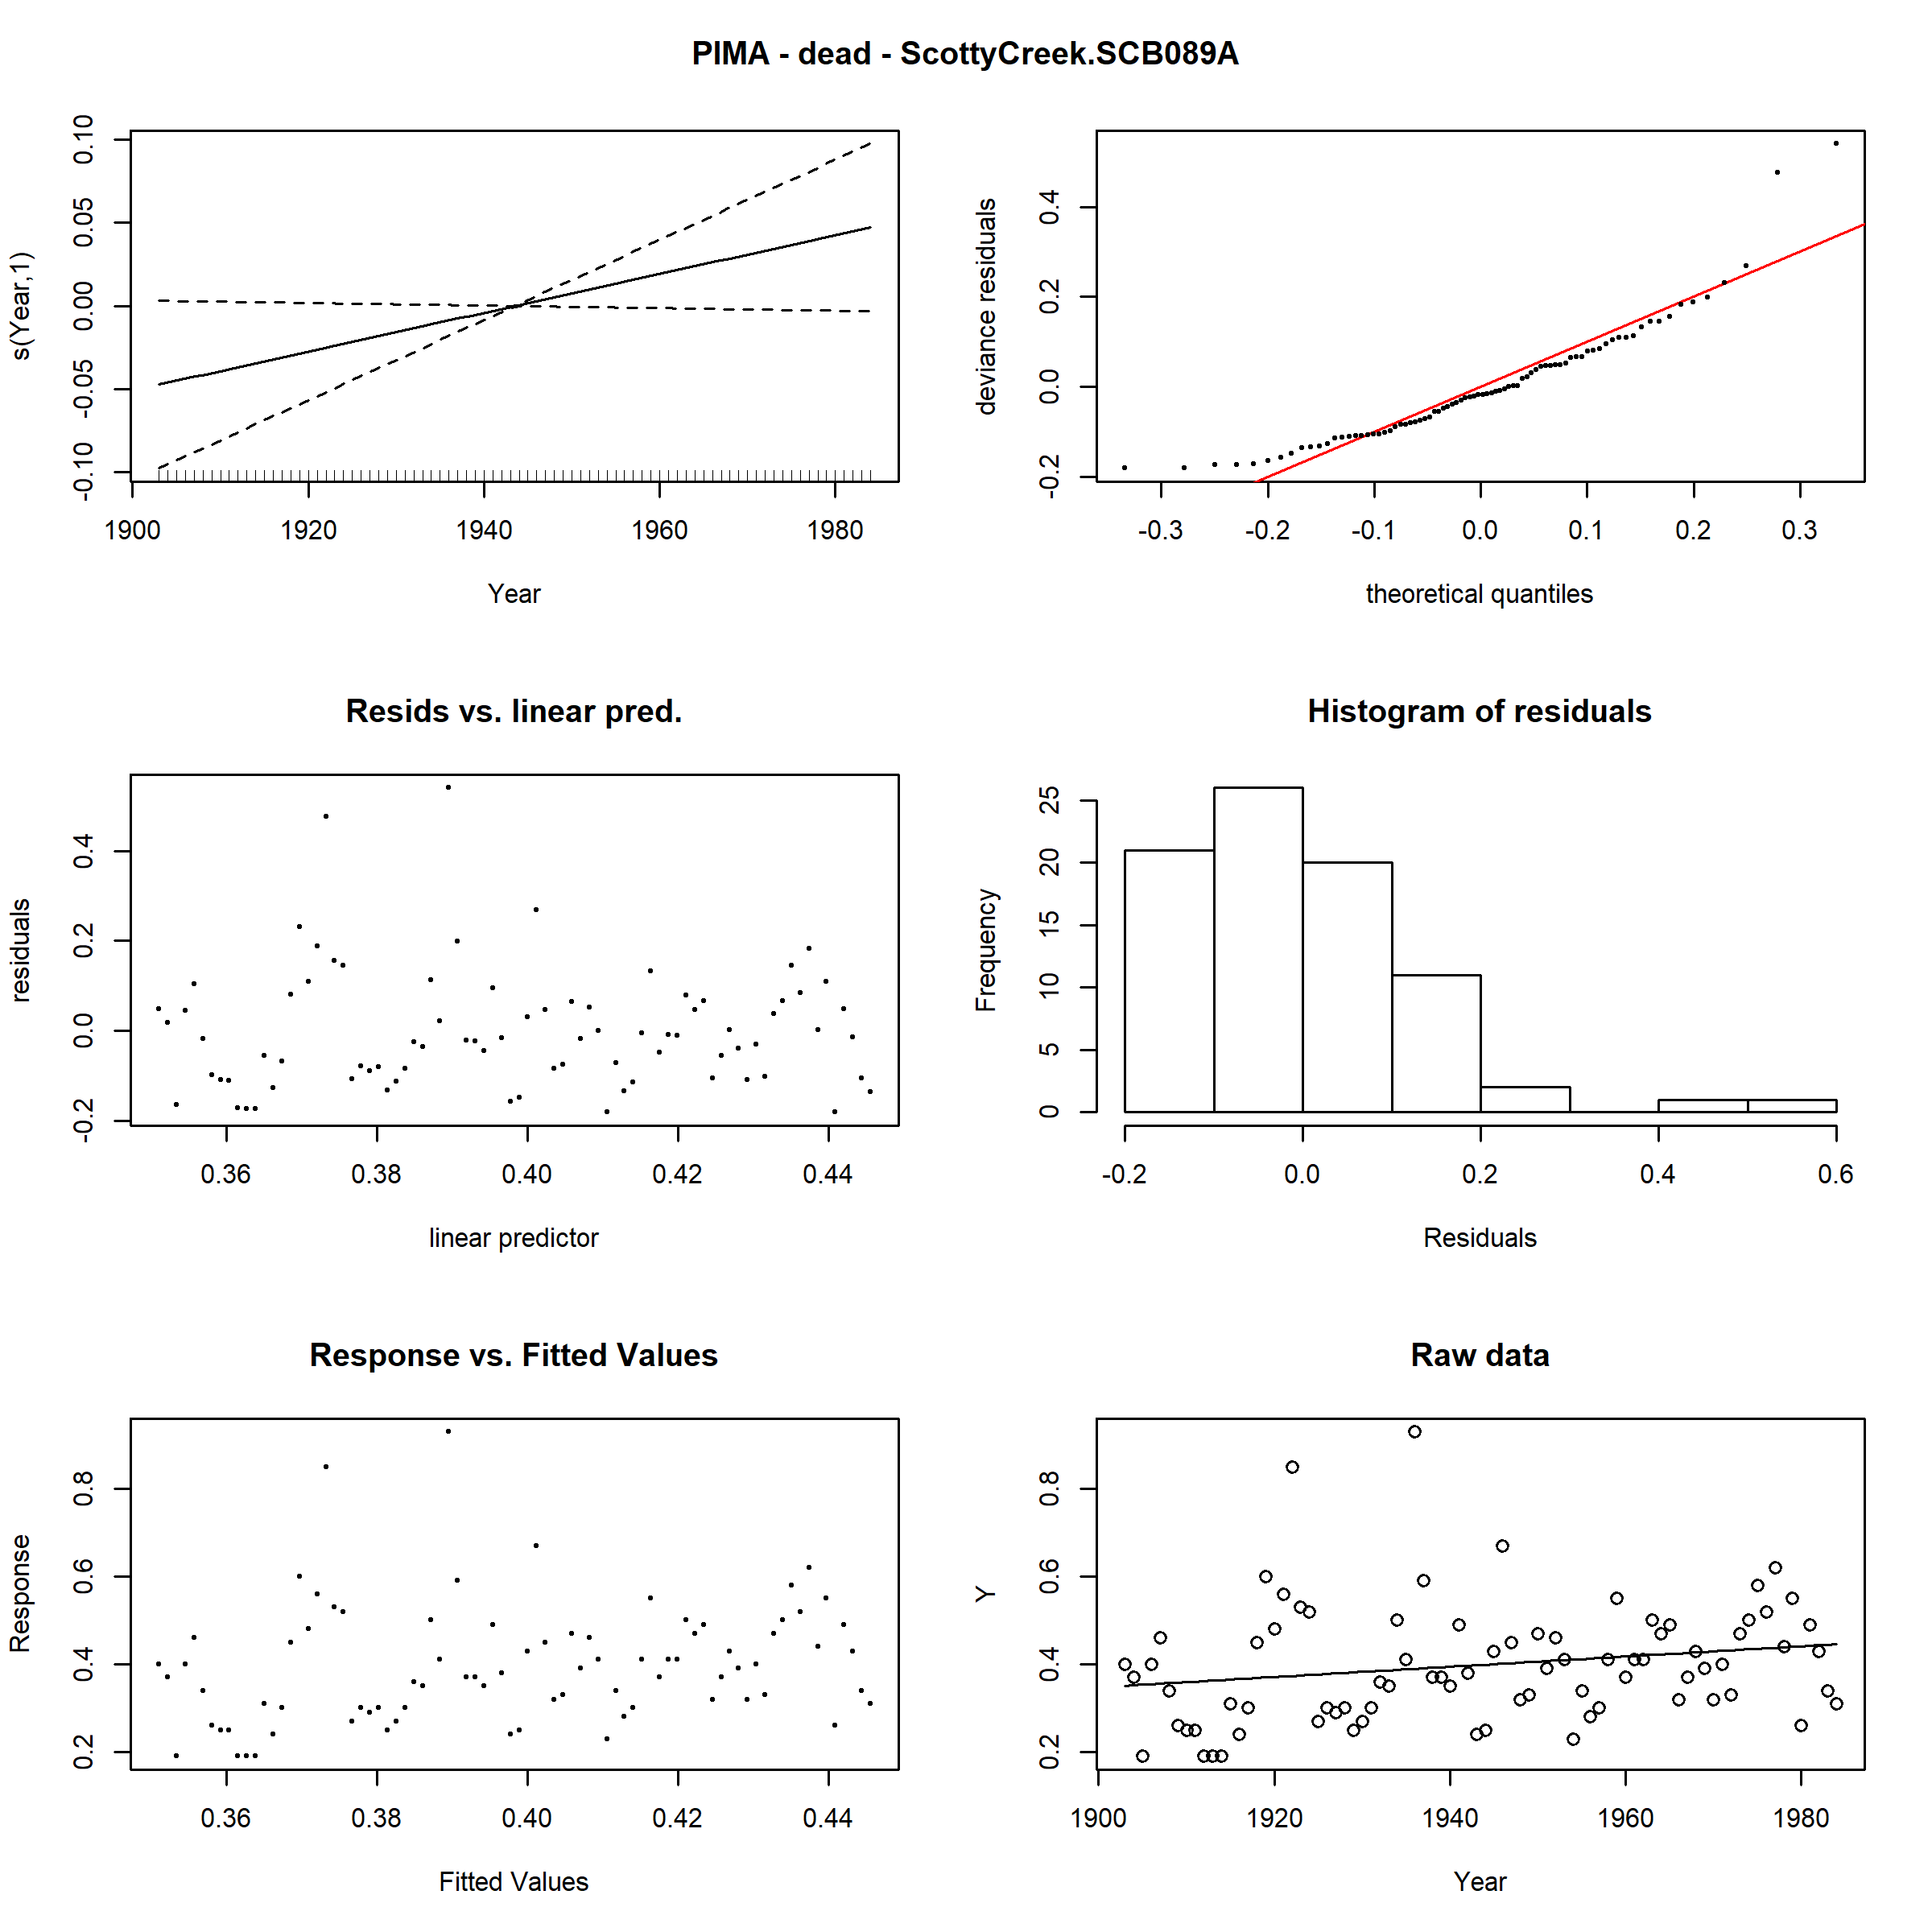 PIMA - dead - ScottyCreek.SCB089A
s(Year,1)
0.10
0.05
0.00
-0.05
-0.10
1900 1920 1940 1960 1980
Year
deviance residuals
0.4
0.2
0.0
-0.2
-0.3 -0.2 -0.1 0.0 0.1 0.2 0.3
theoretical quantiles
Resids vs. linear pred.
residuals
0.4
0.2
0.0
-0.2
0.36 0.38 0.40 0.42 0.44
linear predictor
Histogram of residuals
Frequency
25
20
15
10
5
0
-0.2 0.0 0.2 0.4 0.6
Residuals
Response vs. Fitted Values
Response
0.8
0.6
0.4
0.2
0.36 0.38 0.40 0.42 0.44
Fitted Values
Raw data
Y
0.8
0.6
0.4
0.2
1900 1920 1940 1960 1980
Year